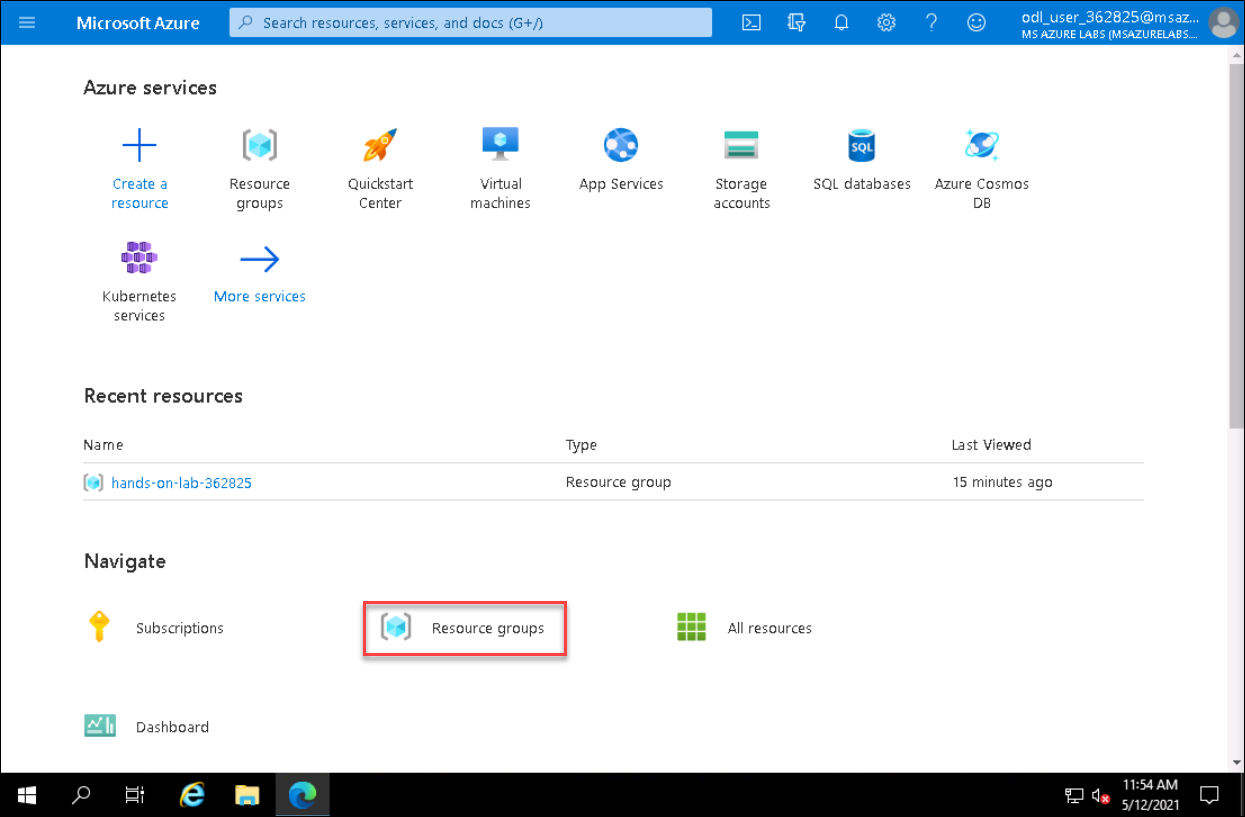 Microsoft Azure
Search resources, services, and docs (G+/)
odl_user_362825@msaz...
MS AZURE LABS (MSAZURELABS...
Azure services
Create a
resource
Resource
groups
Quickstart
Center
Virtual
machines
App Services
Storage
accounts
SQL
SQL databases
Azure Cosmos
DB
Kubernetes
services
More services
Recent resources
Name Type Last Viewed
hands-on-lab-362825 Resource group 15 minutes ago
Navigate
Subscriptions
Resource groups
All resources
Dashboard
11:54 AM
5/12/2021